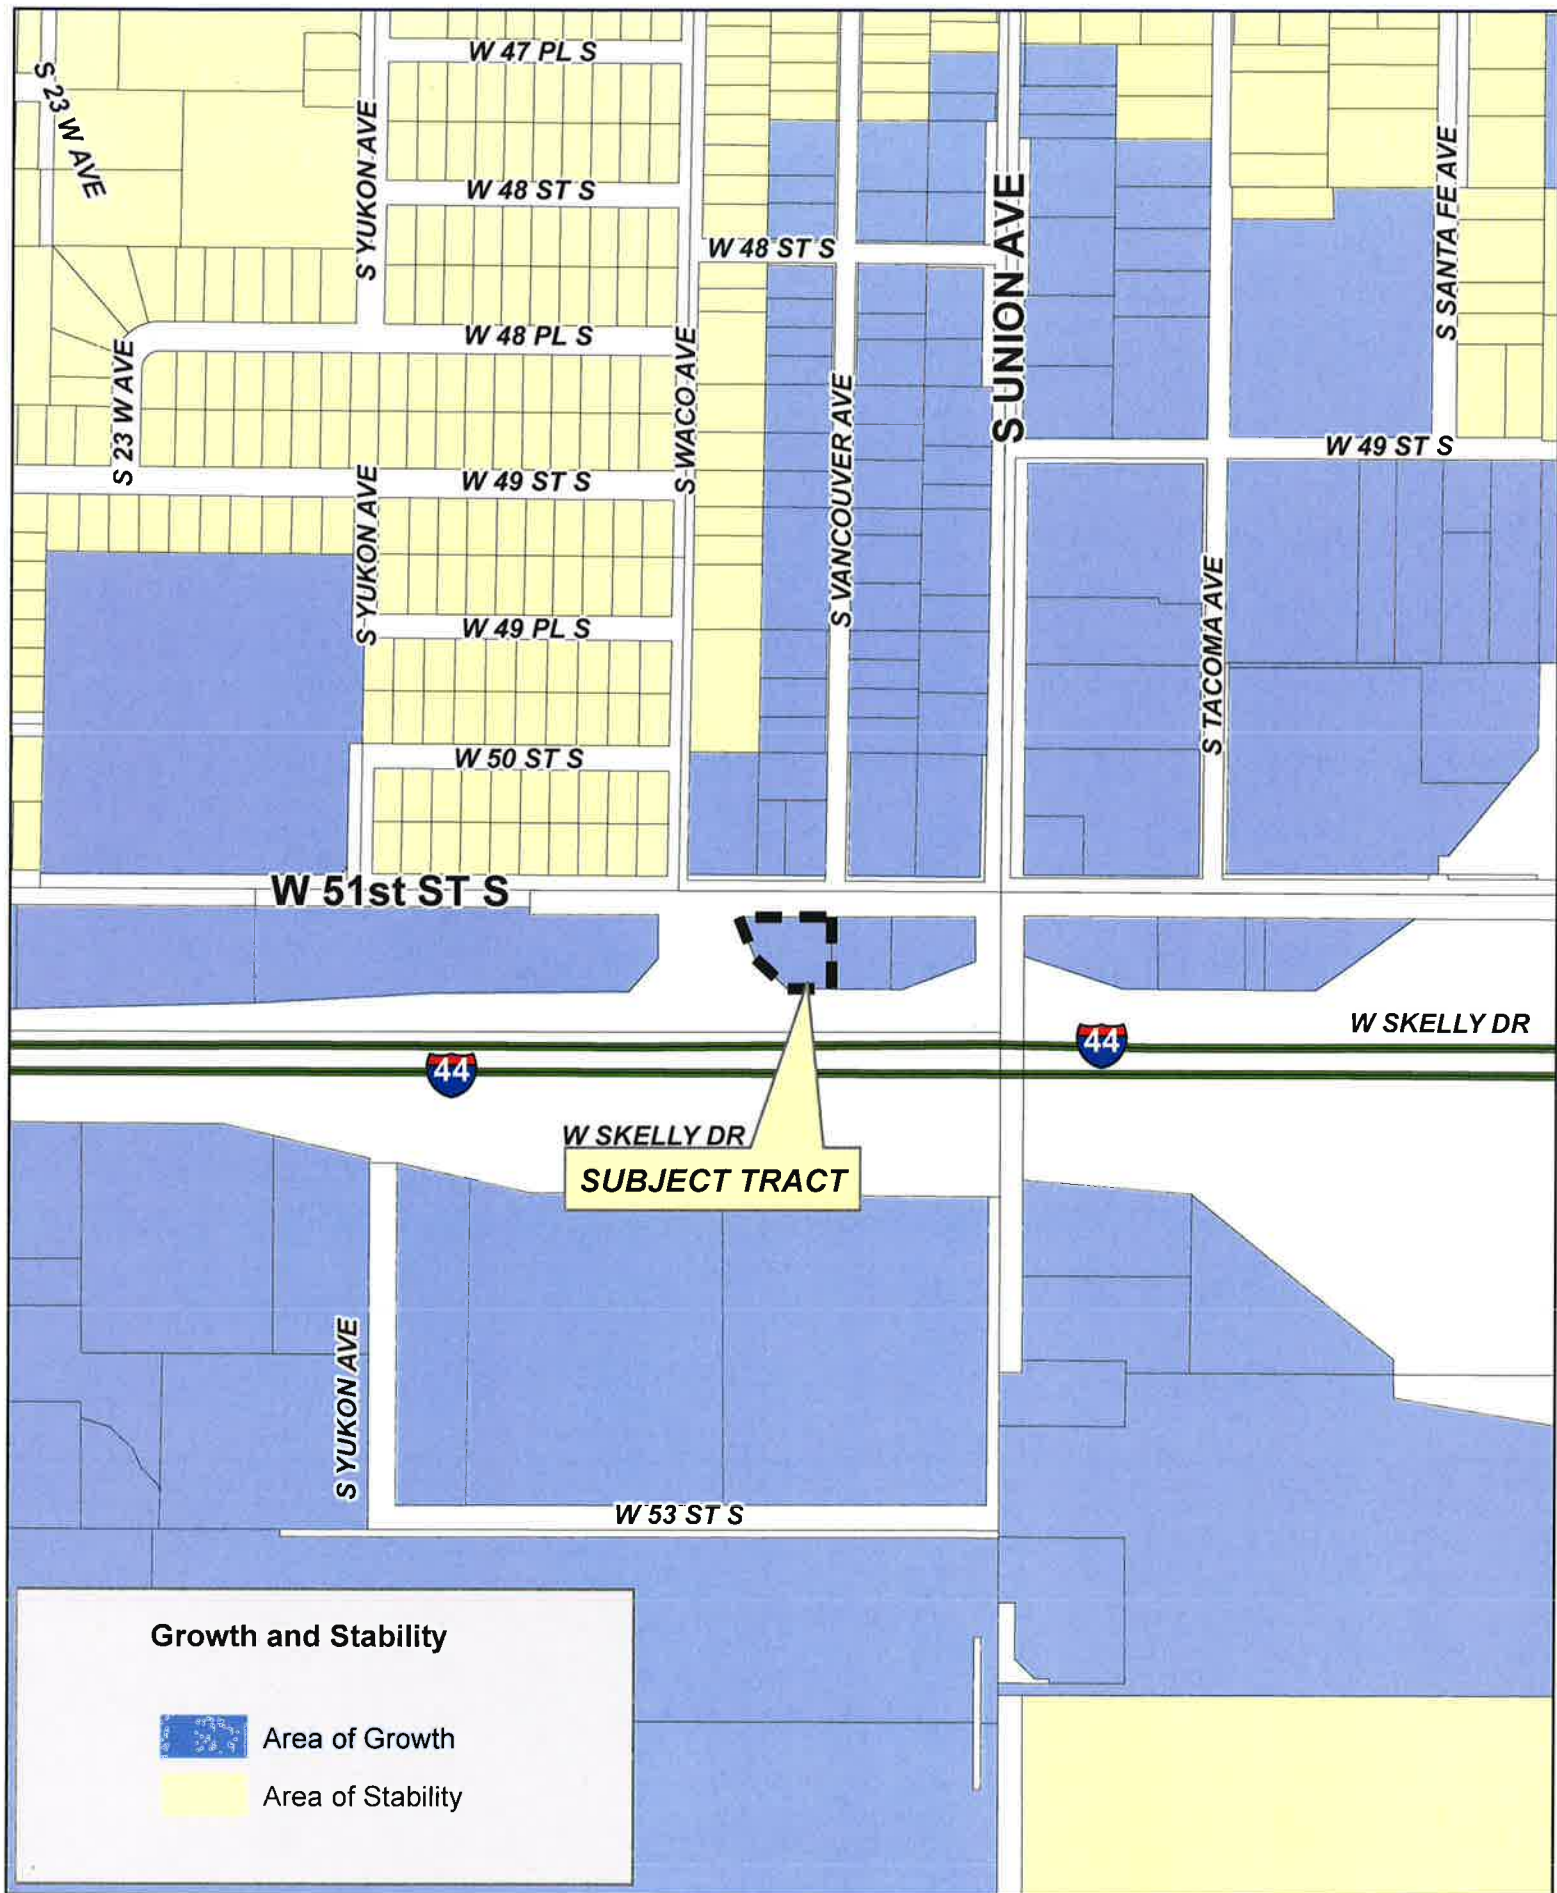 W 47 PL S
S 23 W AVE
S YUKON AVE
W 48 ST S
S UNION AVE
S SANTA FE AVE
W 48 ST S
W 48 PL S
S WACO AVE
S 23 W AVE
S VANCOUVER AVE
W 49 ST S
W 49 ST S
S YUKON AVE
S TACOMA AVE
W 49 PL S
W 50 ST S
W 51st ST S
W SKELLY DR
44
44
W SKELLY DR
SUBJECT TRACT
S YUKON AVE
W 53 ST S
Growth and Stability
Area of Growth
Area of Stability